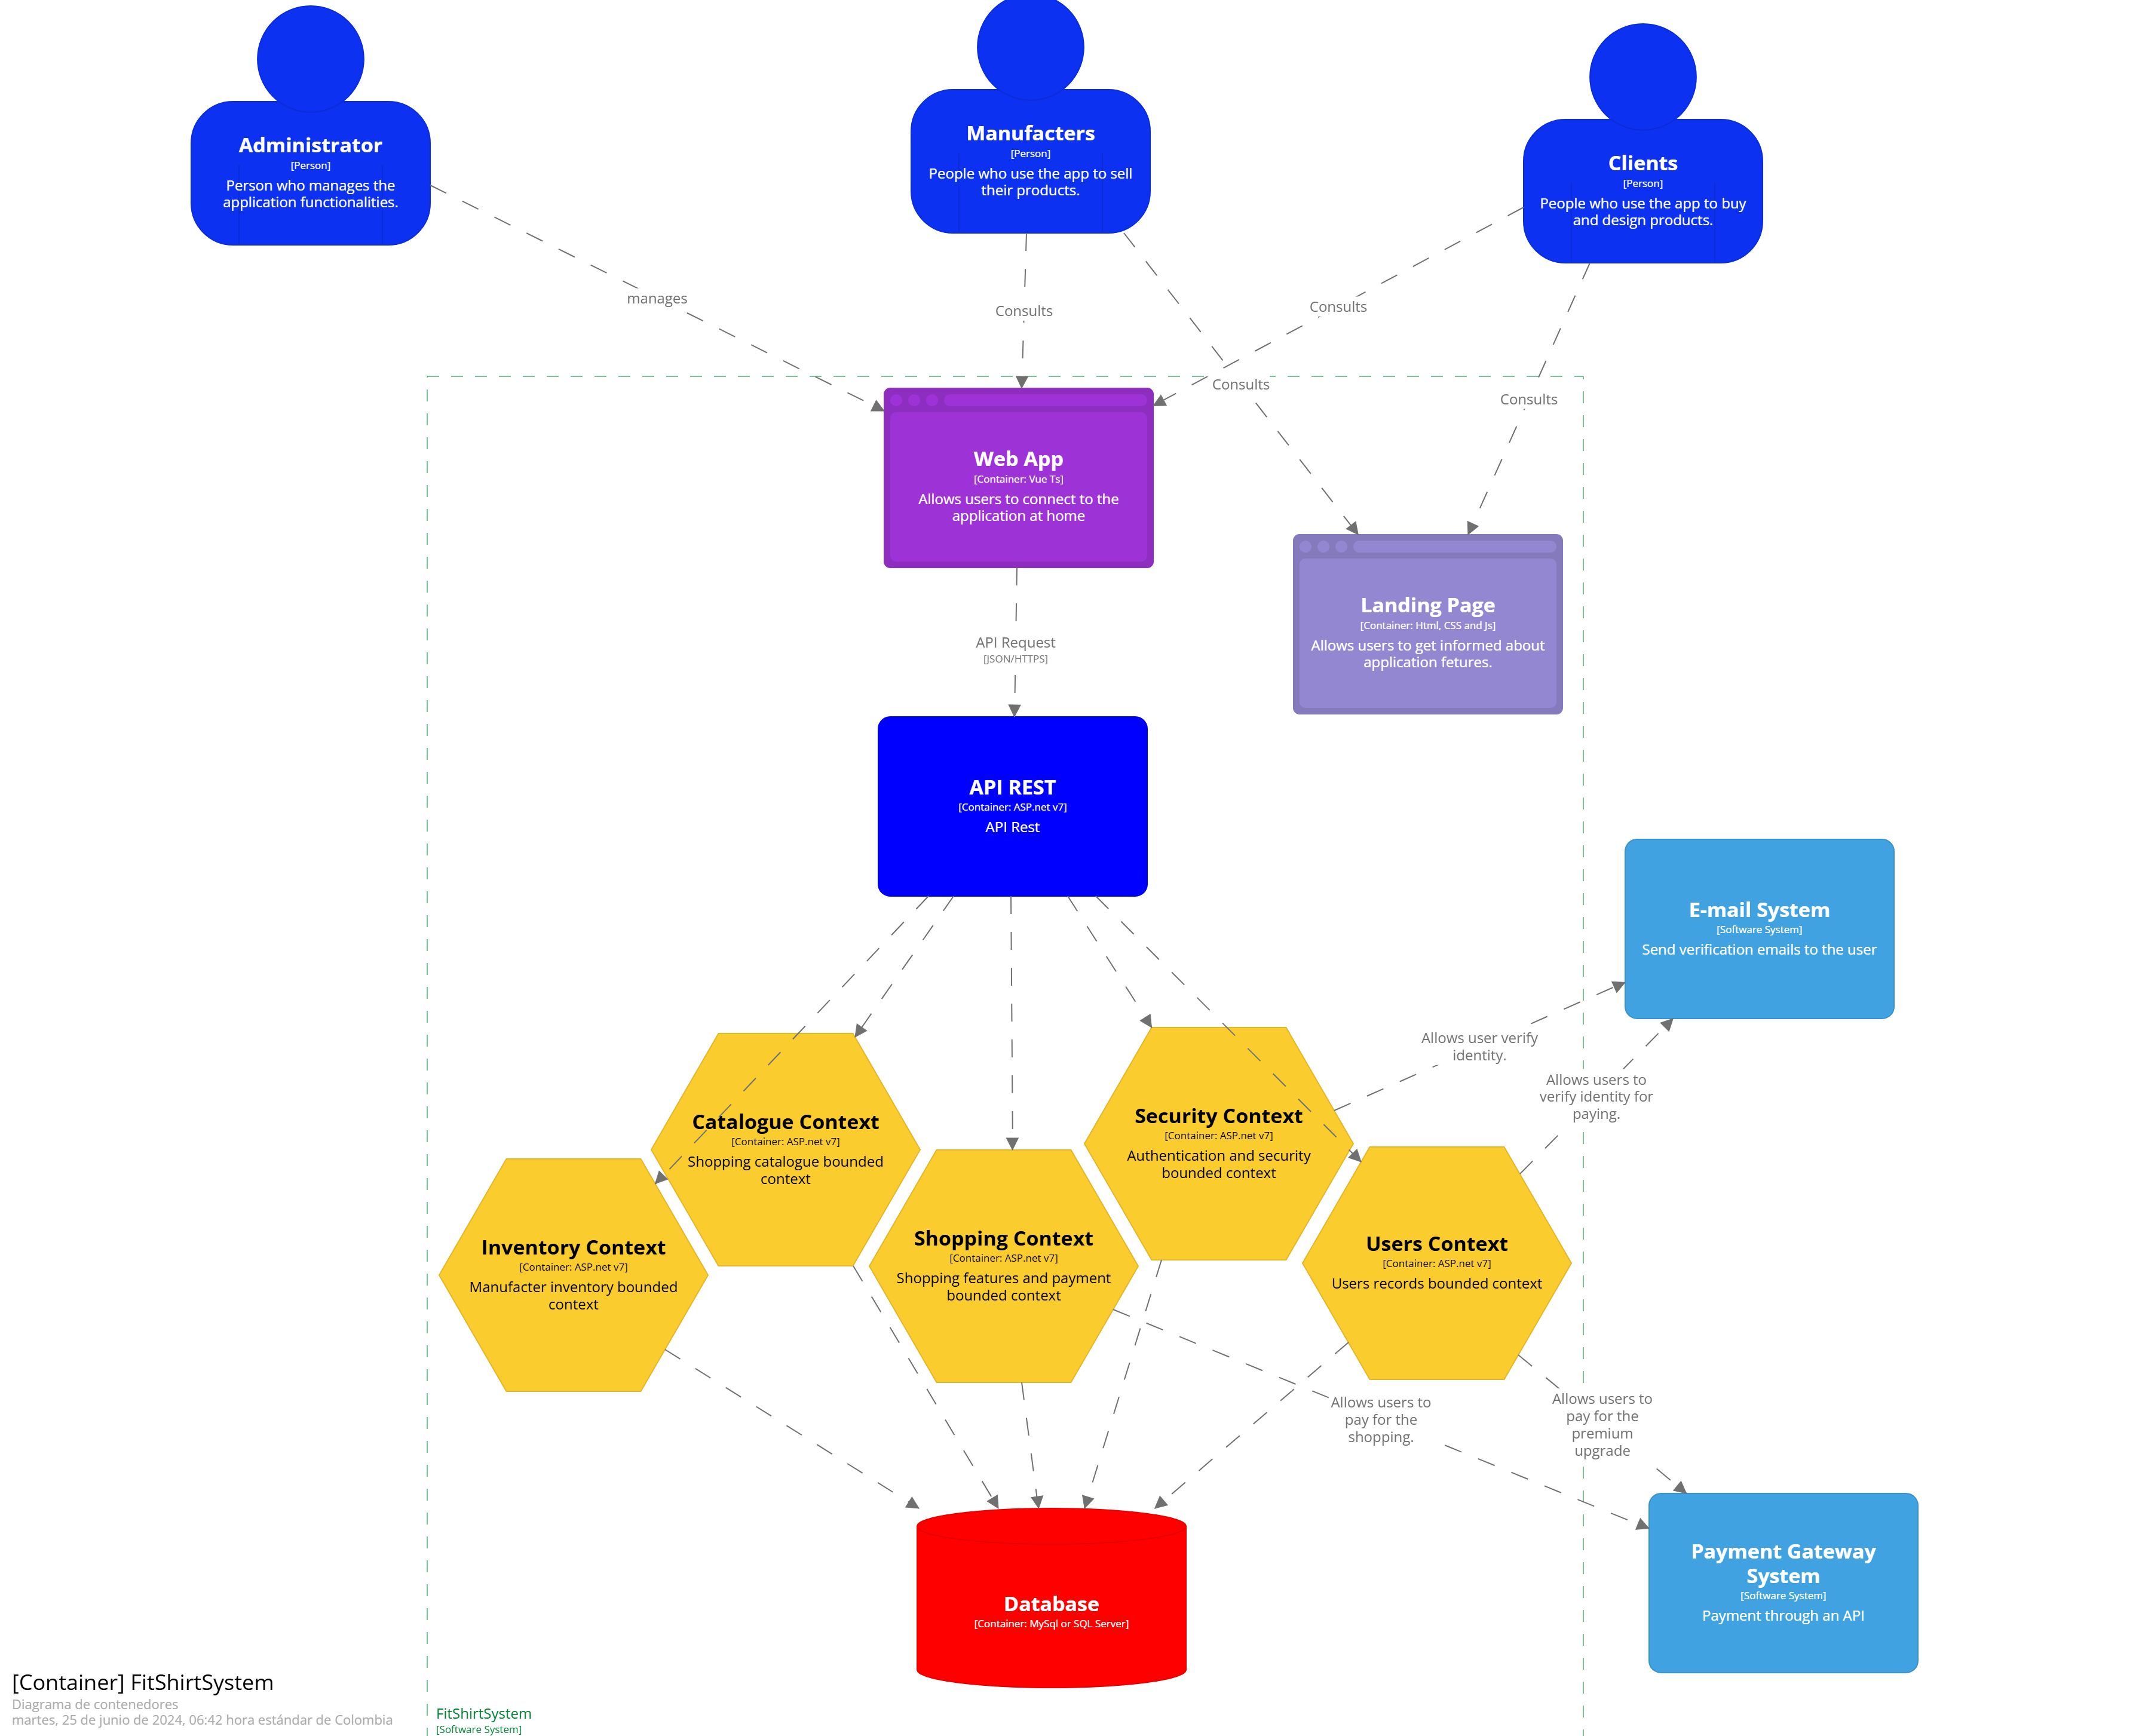 Administrator
[Person]
Person who manages the
application functionalities.
Manufacters
[Person]
People who use the app to sell
their products.
Clients
[Person]
People who use the app to buy
and design products.
manages
Consults
Consults
Consults
Consults
Web App
[Container: Vue Ts]
Allows users to connect to the
application at home
Landing Page
[Container: Html, CSS and Js]
Allows users to get informed about
application fetures.
API Request
[JSON/HTTPS]
API REST
[Container: ASP.net v7]
API Rest
E-mail System
[Software System]
Send verification emails to the user
Allows user verify
identity.
Allows users to
verify identity for
paying.
Catalogue Context
[Container: ASP.net v7]
Shopping catalogue bounded
context
Security Context
[Container: ASP.net v7]
Authentication and security
bounded context
Inventory Context
[Container: ASP.net v7]
Manufacter inventory bounded
context
Shopping Context
[Container: ASP.net v7]
Shopping features and payment
bounded context
Users Context
[Container: ASP.net v7]
Users records bounded context
Allows users to
pay for the
shopping.
Allows users to
pay for the
premium
upgrade
Payment Gateway
System
[Software System]
Payment through an API
Database
[Container: MySql or SQL Server]
[Container] FitShirtSystem
Diagrama de contenedores
martes, 25 de junio de 2024, 06:42 hora estándar de Colombia
FitShirtSystem
[Software System]